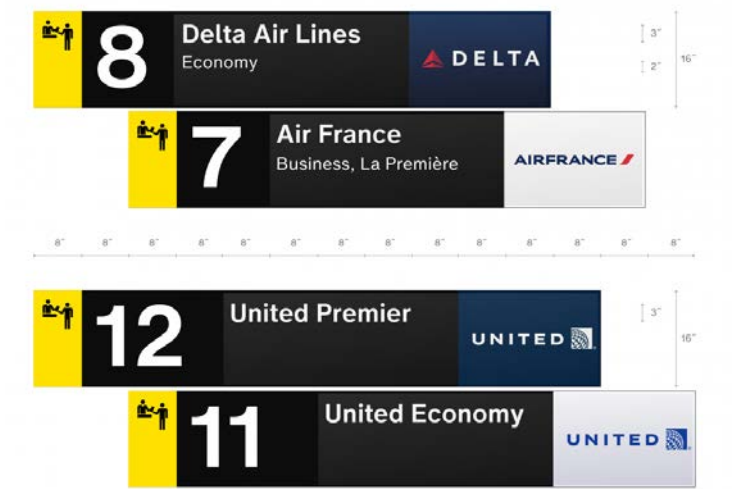 8
Delta Air Lines
Economy
DELTA
3"
2"
16"
7
Air France
Business, La Première
AIRFRANCE
8" 8" 8" 8" 8" 8" 8" 8" 8" 8" 8" 8" 8" 8"
12
United Premier
UNITED
3"
16"
11
United Economy
UNITED